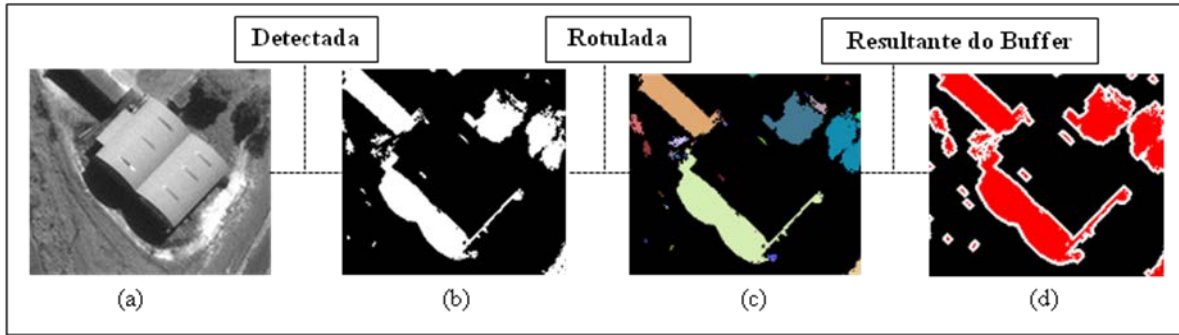 Detectada
Rotulada
Resultante do Buffer
(a)
(b)
(c)
(d)